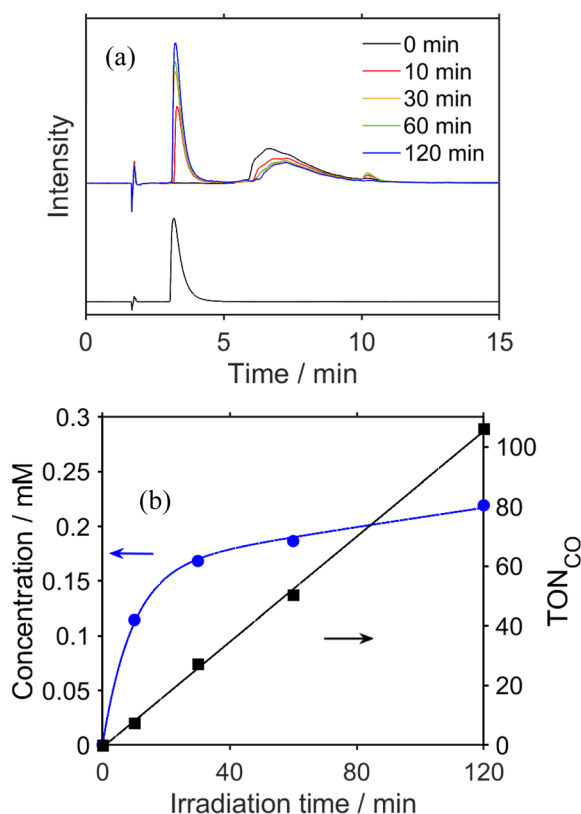 (a)
0 min
10 min
30 min
60 min
120 min
Intensity
0 5 10 15
Time / min
(b)
0.3
0.25
0.2
0.15
0.1
0.05
0
Concentration / mM
100
80
60
40
20
0
TON_CO
0 40 80 120
Irradiation time / min